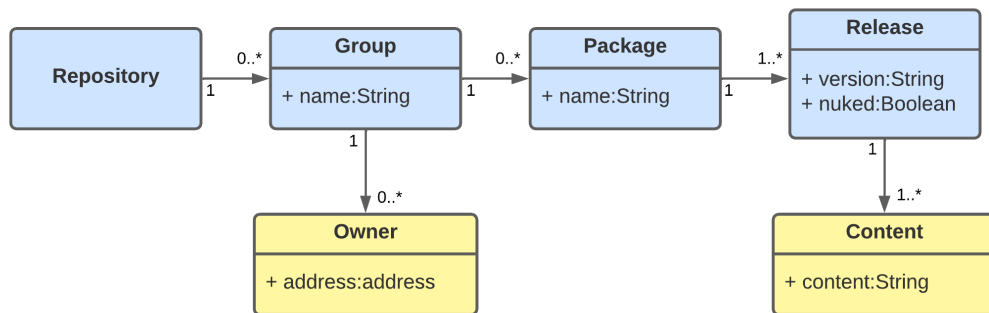 Repository
1
0..*
Group
+ name:String
1
0..*
Package
+ name:String
1
1..*
Release
+ version:String
+ nuked:Boolean
1
0..*
Owner
+ address:address
1
1..*
Content
+ content:String